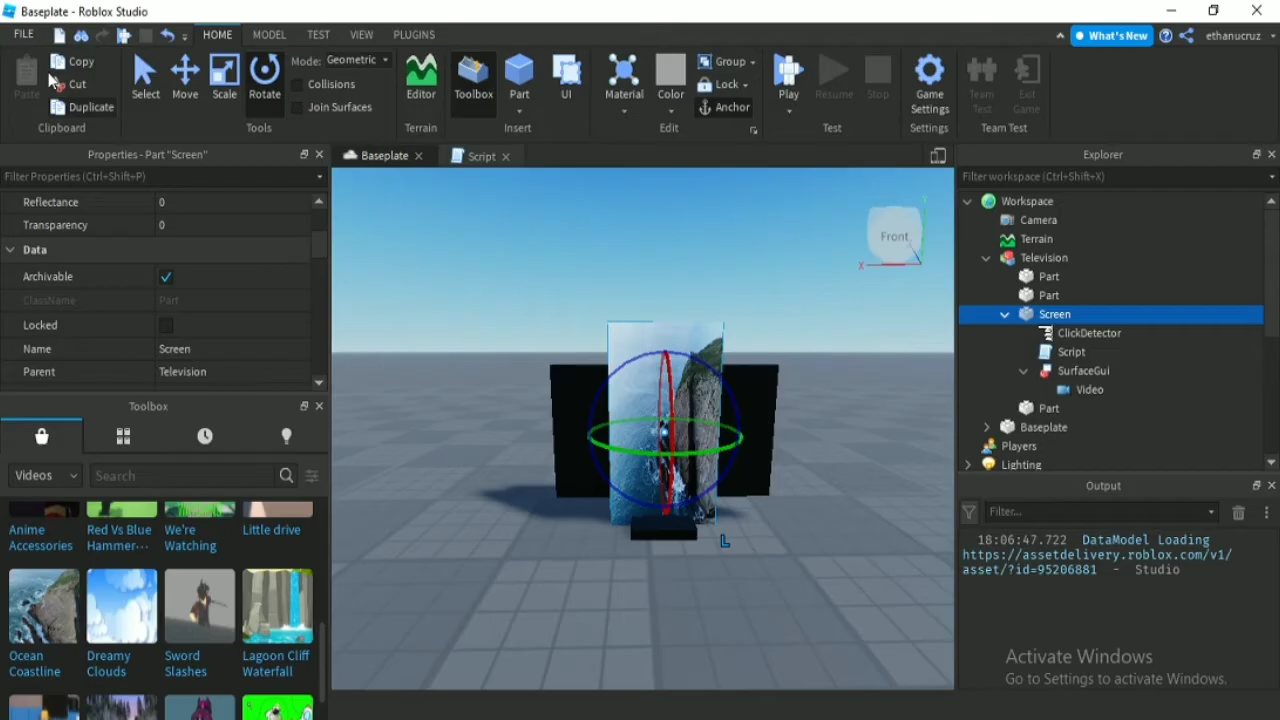 Baseplate - Roblox Studio
FILE HOME MODEL TEST VIEW PLUGINS What's New ethanucruz
Paste Copy Cut Duplicate
Select Move Scale Rotate
Mode: Geometric
Collisions
Join Surfaces
Editor Toolbox Part UI Material Color
Group
Lock
Anchor
Play Resume Stop Game Settings Team Test Exit Game
Clipboard Tools Terrain Insert Edit Test Settings Team Test
Properties - Part "Screen"
Filter Properties (Ctrl+Shift+P)
Reflectance 0
Transparency 0
Data
Archivable
ClassName Part
Locked
Name Screen
Parent Television
Toolbox
Videos Search
Anime Accessories
Red Vs Blue Hammer···
We're Watching
Little drive
Ocean Coastline
Dreamy Clouds
Sword Slashes
Lagoon Cliff Waterfall
Baseplate Script
Front
Y
X
L
Explorer
Filter workspace (Ctrl+Shift+X)
Workspace
Camera
Terrain
Television
Part
Part
Screen
ClickDetector
Script
SurfaceGui
Video
Part
Baseplate
Players
Lighting
Output
Filter...
18:06:47.722 DataModel Loading
https://assetdelivery.roblox.com/v1/
asset/?id=95206881 - Studio
Activate Windows
Go to Settings to activate Windows.